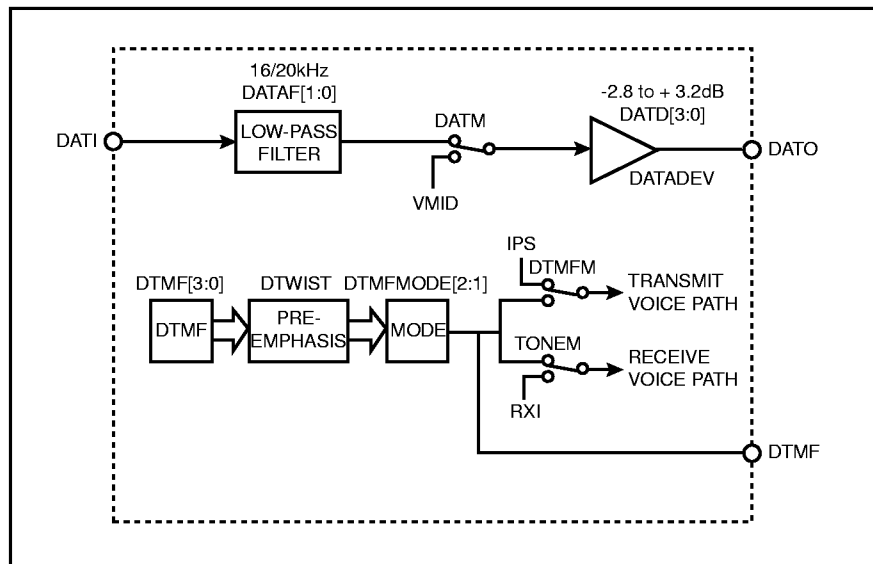 16/20kHz
DATAF[1:0]
-2.8 to + 3.2dB
DATD[3:0]
DATM
DATI
LOW-PASS
FILTER
DATO
VMID
DATADEV
IPS
DTMF[3:0]
DTWIST
DTMFMODE[2:1]
DTMFM
TRANSMIT
VOICE PATH
DTMF
PRE-
EMPHASIS
MODE
TONEM
RECEIVE
VOICE PATH
RXI
DTMF